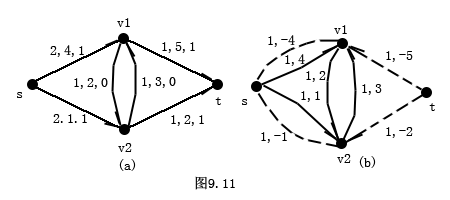 v1
2,4,1
1,5,1
s
1,2,0
1,3,0
t
2.1.1
1,2,1
v2
(a)
v1
1,-4
1,4
1,-5
1,2
s
1,1
1,3
t
1,-1
1,-2
v2
(b)
图9.11